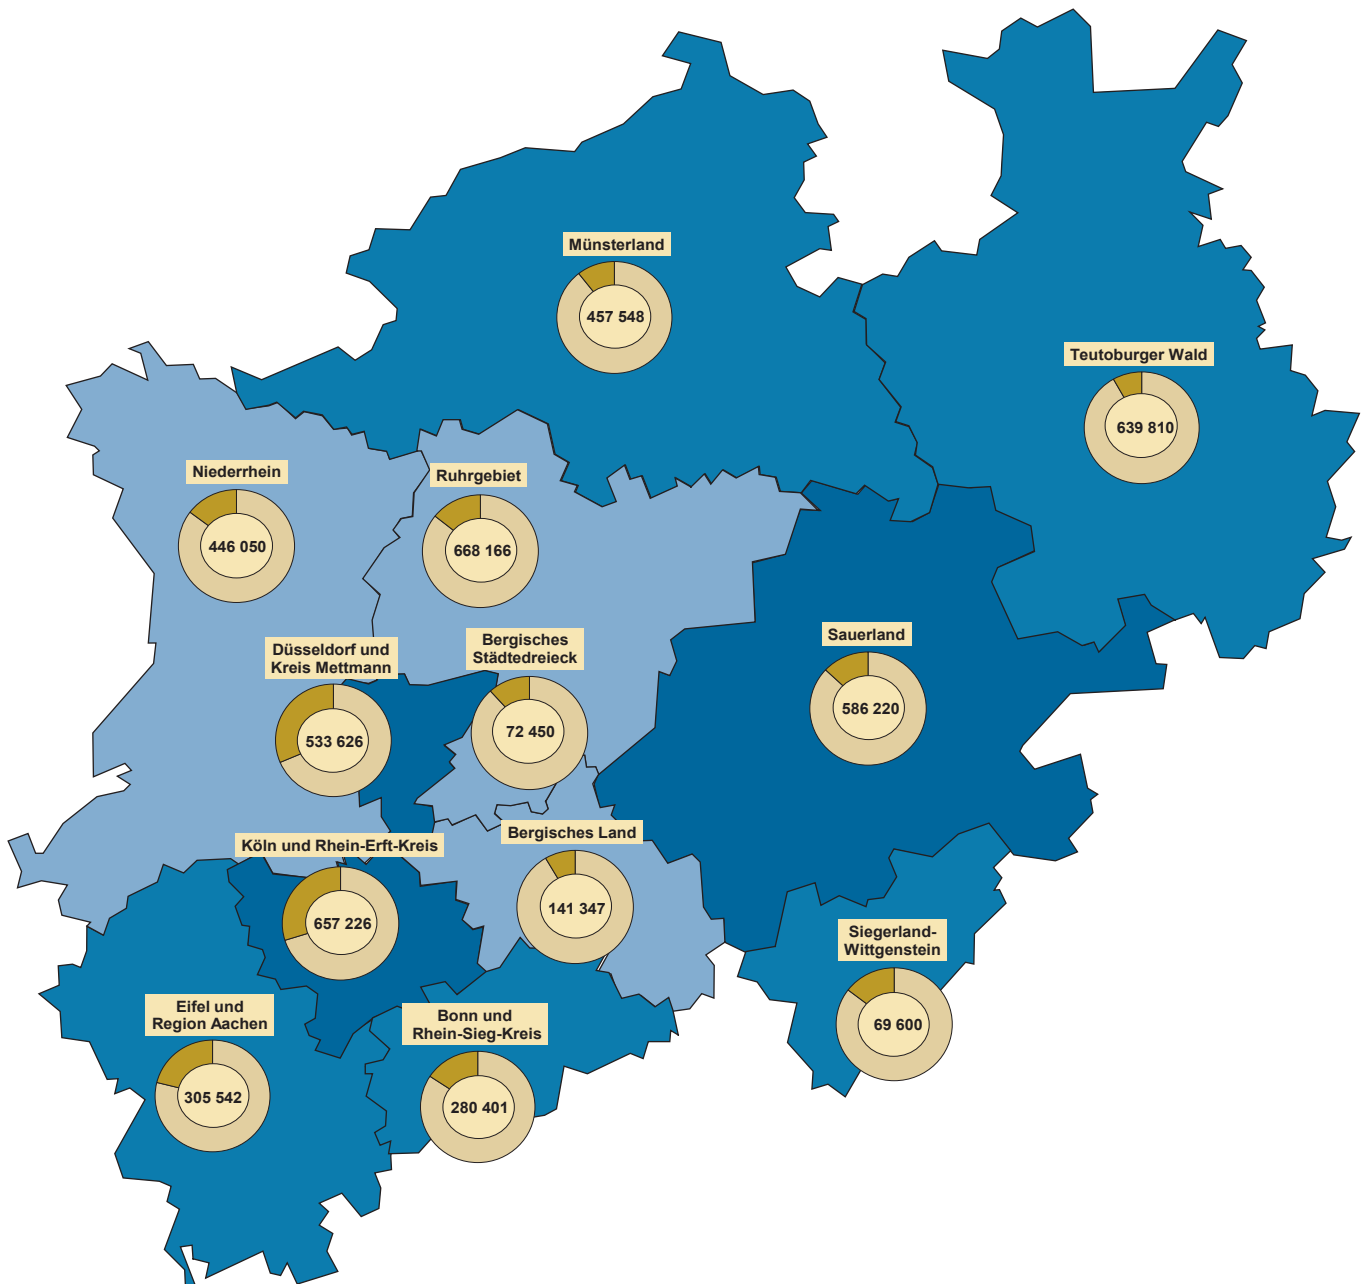 Münsterland
457 548
Teutoburger Wald
639 810
Niederrhein
446 050
Ruhrgebiet
668 166
Sauerland
586 220
Düsseldorf und
Kreis Mettmann
533 626
Bergisches
Städtedreieck
72 450
Köln und Rhein-Erft-Kreis
657 226
Bergisches Land
141 347
Siegerland-
Wittgenstein
69 600
Eifel und
Region Aachen
305 542
Bonn und
Rhein-Sieg-Kreis
280 401